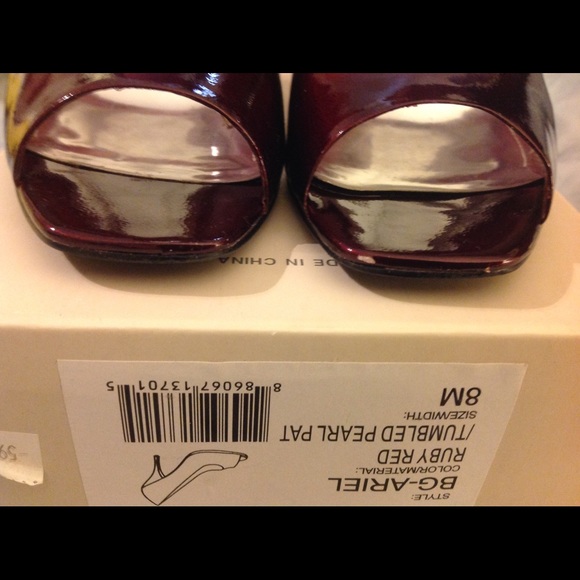 MADE IN CHINA
STYLE:
BG-ARIEL
COLOR/MATERIAL:
RUBY RED
/TUMBLED PEARL PAT
SIZE/WIDTH:
8M
8 86067 13701 5